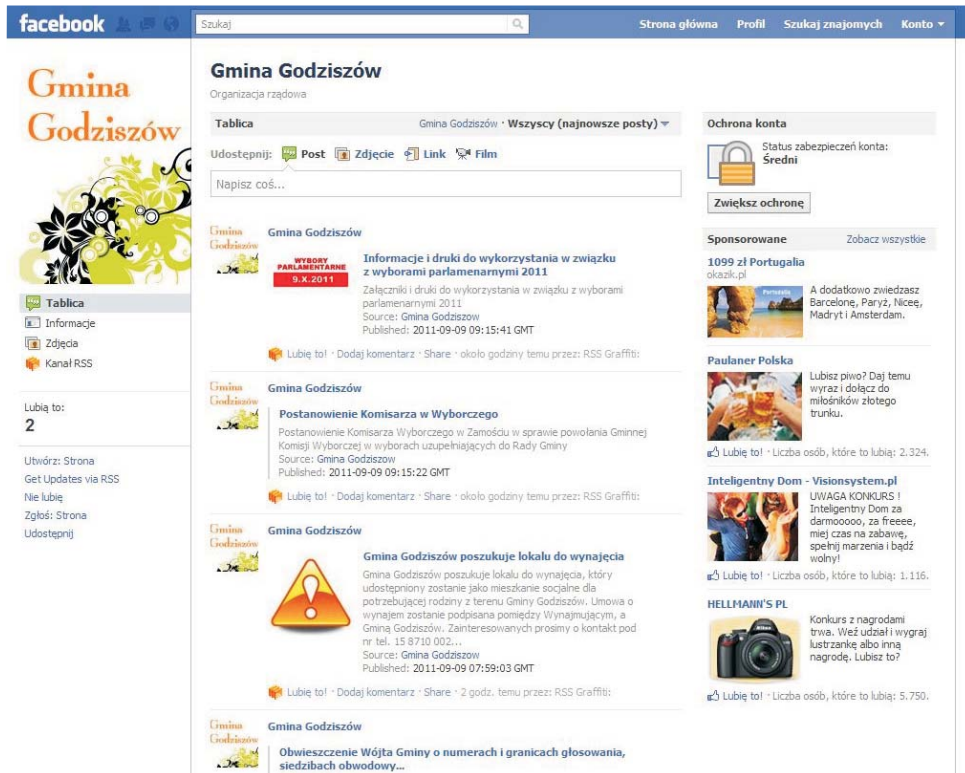 facebook
Szukaj
Strona główna Profil Szukaj znajomych Konto
Gmina
Godziszów
Tablica
Informacje
Zdjęcia
Kanał RSS
Lubią to:
2
Utwórz: Strona
Get Updates via RSS
Nie lubię
Zgłoś: Strona
Udostępnij
Gmina Godziszów
Organizacja rządowa
Tablica Gmina Godziszów · Wszyscy (najnowsze posty)
Udostępnij: Post Zdjęcie Link Film
Napisz coś...
Gmina Godziszów
Gmina Godziszów
WYBORY
PARLAMENTARNE
9.X.2011
Informacje i druki do wykorzystania w związku
z wyborami parlamenarnymi 2011
Załączniki i druki do wykorzystania w związku z wyborami
parlamenarnymi 2011
Source: Gmina Godziszow
Published: 2011-09-09 09:15:41 GMT
Lubię to! · Dodaj komentarz · Share · około godziny temu przez: RSS Graffiti:
Gmina Godziszów
Gmina Godziszów
Postanowienie Komisarza w Wyborczego
Postanowienie Komisarza Wyborczego w Zamościu w sprawie powołania Gminnej
Komisji Wyborczej w wyborach uzupełniających do Rady Gminy
Source: Gmina Godziszow
Published: 2011-09-09 09:15:22 GMT
Lubię to! · Dodaj komentarz · Share · około godziny temu przez: RSS Graffiti:
Gmina Godziszów
Gmina Godziszów
Gmina Godziszów poszukuje lokalu do wynajęcia
Gmina Godziszów poszukuje lokalu do wynajęcia, który
udostępniony zostanie jako mieszkanie socjalne dla
potrzebującej rodziny z terenu Gminy Godziszów. Umowa o
wynajem zostanie podpisana pomiędzy Wynajmującym, a
Gminą Godziszów. Zainteresowanych prosimy o kontakt pod
nr tel. 15 8710 002...
Source: Gmina Godziszow
Published: 2011-09-09 07:59:03 GMT
Lubię to! · Dodaj komentarz · Share · 2 godz. temu przez: RSS Graffiti:
Gmina Godziszów
Gmina Godziszów
Obwieszczenie Wójta Gminy o numerach i granicach głosowania,
siedzibach obwodowy...
Ochrona konta
Status zabezpieczeń konta:
Średni
Zwiększ ochronę
Sponsorowane Zobacz wszystkie
1099 zł Portugalia
okazik.pl
Portugalia
A dodatkowo zwiedzasz
Barcelonę, Paryż, Niceę,
Madryt i Amsterdam.
Paulaner Polska
Lubisz piwo? Daj temu
wyraz i dołącz do
miłośników złotego
trunku.
Lubię to! · Liczba osób, które to lubią: 2.324.
Inteligentny Dom - Visionsystem.pl
UWAGA KONKURS !
Inteligentny Dom za
darmooooo, za freeee,
miej czas na zabawę,
spełnij marzenia i bądź
wolny!
Lubię to! · Liczba osób, które to lubią: 1.116.
HELLMANN'S PL
Nikon
Konkurs z nagrodami
trwa. Weź udział i wygraj
lustrzankę albo inną
nagrodę. Lubisz to?
Lubię to! · Liczba osób, które to lubią: 5.750.